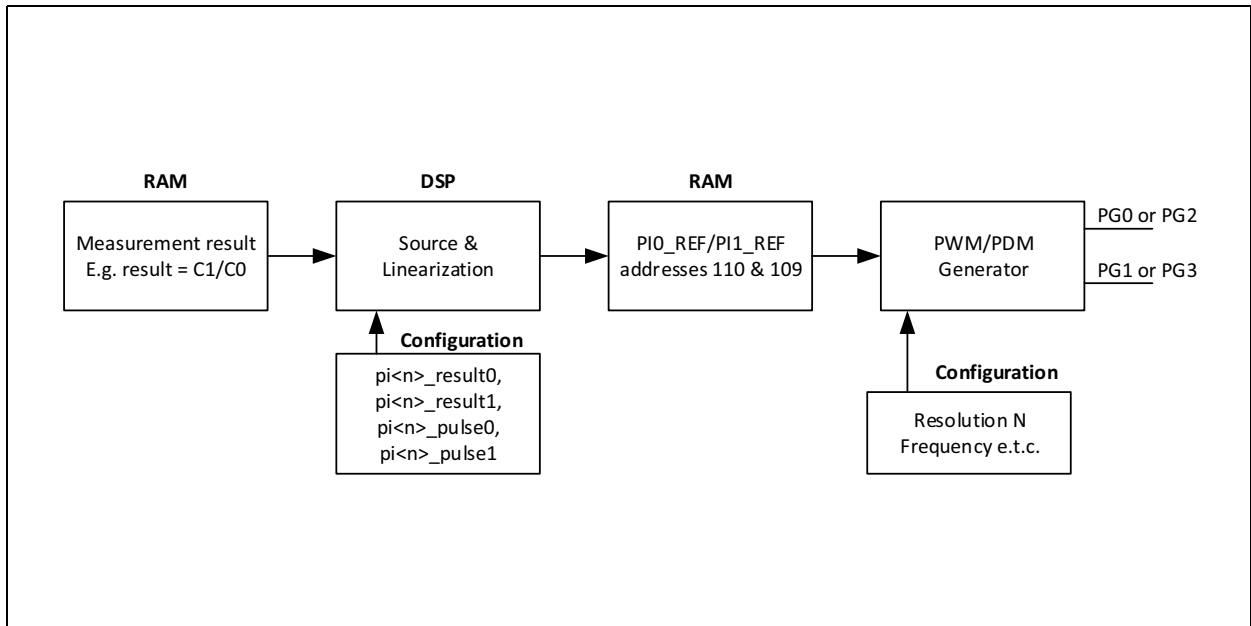 RAM
Measurement result
E.g. result = C1/C0
DSP
Source &
Linearization
Configuration
pi<n>_result0,
pi<n>_result1,
pi<n>_pulse0,
pi<n>_pulse1
RAM
PI0_REF/PI1_REF
addresses 110 & 109
PWM/PDM
Generator
PG0 or PG2
PG1 or PG3
Configuration
Resolution N
Frequency e.t.c.